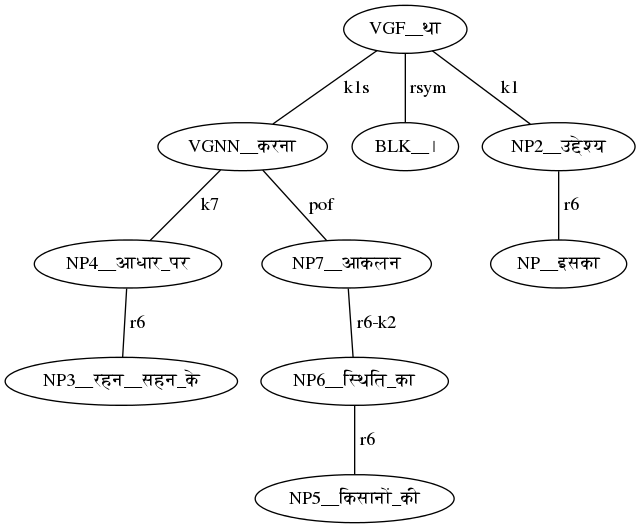 VGF__था
k1s
rsym
k1
VGNN__करना
BLK__।
NP2__उद्देश्य
k7
pof
r6
NP4__आधार_पर
NP7__आकलन
NP__इसका
r6
r6-k2
NP3__रहन__सहन_के
NP6__स्थिति_का
r6
NP5__किसानों_की